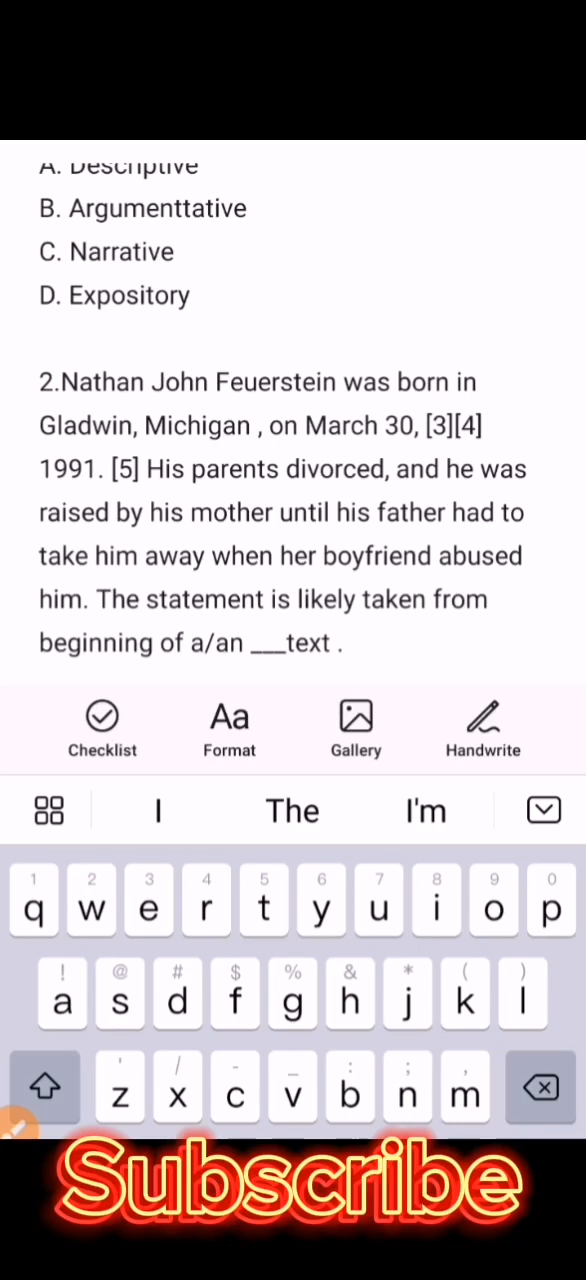 A. Descriptive
B. Argumenttative
C. Narrative
D. Expository
2.Nathan John Feuerstein was born in
Gladwin, Michigan , on March 30, [3][4]
1991. [5] His parents divorced, and he was
raised by his mother until his father had to
take him away when her boyfriend abused
him. The statement is likely taken from
beginning of a/an ___text .
Aa
Checklist Format Gallery Handwrite
I The I'm
1 2 3 4 5 6 7 8 9 0
q w e r t y u i o p
! @ # $ % & * ( )
a s d f g h j k l
' / - _ : ; ,
z x c v b n m
Subscribe